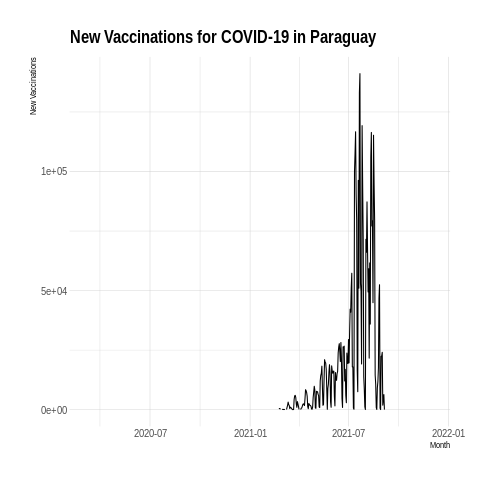 New Vaccinations for COVID-19 in Paraguay
New Vaccinations
1e+05
5e+04
0e+00
2020-07
2021-01
2021-07
2022-01
Month